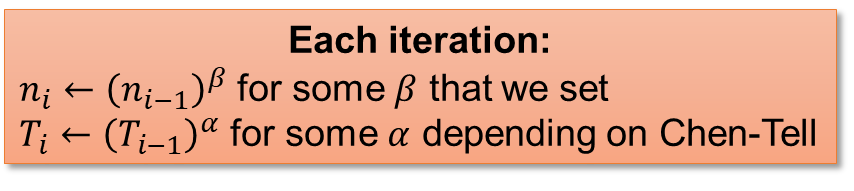 Each iteration:
nᵢ ← (nᵢ₋₁)^β for some β that we set
Tᵢ ← (Tᵢ₋₁)^α for some α depending on Chen-Tell